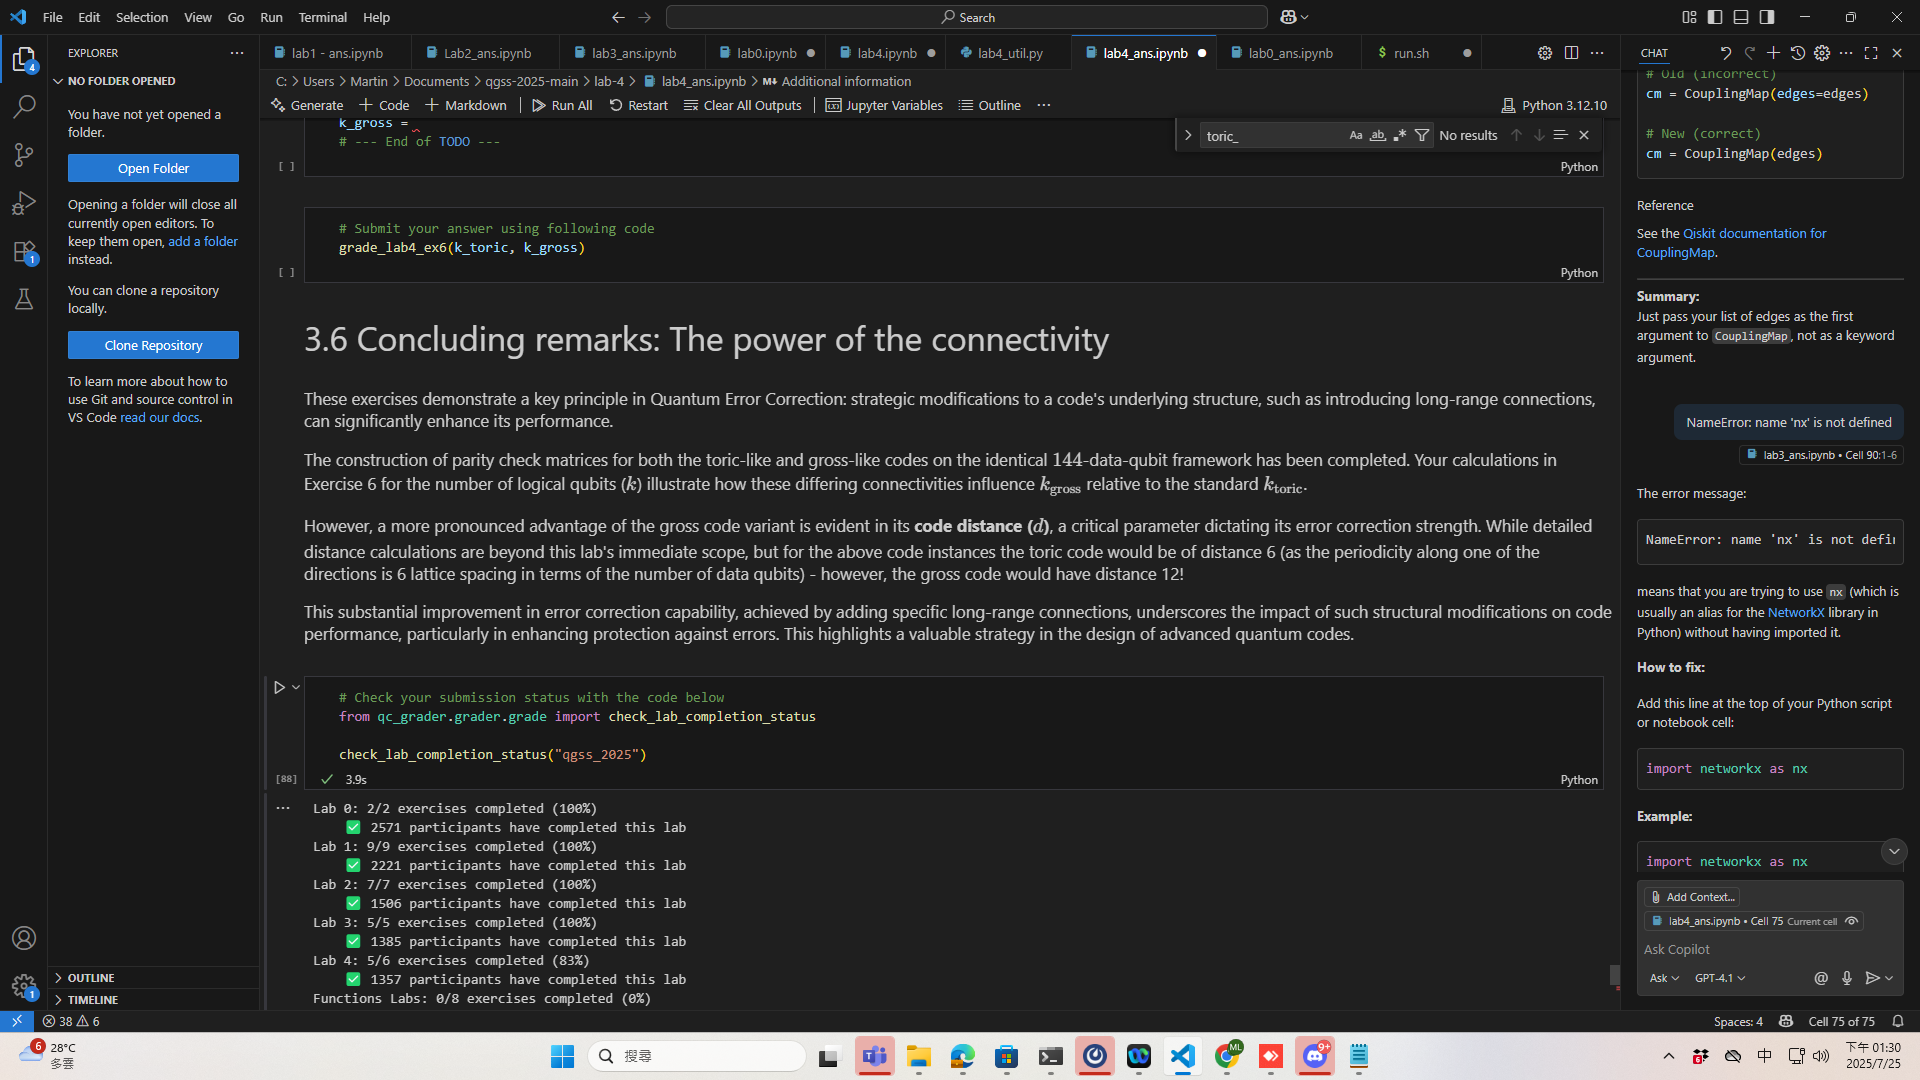 File Edit Selection View Go Run Terminal Help
Search
EXPLORER
NO FOLDER OPENED
You have not yet opened a
folder.
Open Folder
Opening a folder will close all
currently open editors. To
keep them open, add a folder
instead.
You can clone a repository
locally.
Clone Repository
To learn more about how to
use Git and source control in
VS Code read our docs.
OUTLINE
TIMELINE
lab1 - ans.ipynb Lab2_ans.ipynb lab3_ans.ipynb lab0.ipynb lab4.ipynb lab4_util.py lab4_ans.ipynb lab0_ans.ipynb run.sh
C: > Users > Martin > Documents > qgss-2025-main > lab-4 > lab4_ans.ipynb > M↓ Additional information
Generate + Code + Markdown Run All Restart Clear All Outputs Jupyter Variables Outline ...
Python 3.12.10
toric_ Aa ab .* No results
k_gross =
# --- End of TODO ---
[ ] Python
# Submit your answer using following code
grade_lab4_ex6(k_toric, k_gross)
[ ] Python
3.6 Concluding remarks: The power of the connectivity
These exercises demonstrate a key principle in Quantum Error Correction: strategic modifications to a code's underlying structure, such as introducing long-range connections,
can significantly enhance its performance.
The construction of parity check matrices for both the toric-like and gross-like codes on the identical 144-data-qubit framework has been completed. Your calculations in
Exercise 6 for the number of logical qubits (k) illustrate how these differing connectivities influence k_gross relative to the standard k_toric.
However, a more pronounced advantage of the gross code variant is evident in its code distance (d), a critical parameter dictating its error correction strength. While detailed
distance calculations are beyond this lab's immediate scope, but for the above code instances the toric code would be of distance 6 (as the periodicity along one of the
directions is 6 lattice spacing in terms of the number of data qubits) - however, the gross code would have distance 12!
This substantial improvement in error correction capability, achieved by adding specific long-range connections, underscores the impact of such structural modifications on code
performance, particularly in enhancing protection against errors. This highlights a valuable strategy in the design of advanced quantum codes.
# Check your submission status with the code below
from qc_grader.grader.grade import check_lab_completion_status
check_lab_completion_status("qgss_2025")
[88] 3.9s Python
Lab 0: 2/2 exercises completed (100%)
✅ 2571 participants have completed this lab
Lab 1: 9/9 exercises completed (100%)
✅ 2221 participants have completed this lab
Lab 2: 7/7 exercises completed (100%)
✅ 1506 participants have completed this lab
Lab 3: 5/5 exercises completed (100%)
✅ 1385 participants have completed this lab
Lab 4: 5/6 exercises completed (83%)
✅ 1357 participants have completed this lab
Functions Labs: 0/8 exercises completed (0%)
CHAT
# Old (incorrect)
cm = CouplingMap(edges=edges)
# New (correct)
cm = CouplingMap(edges)
Reference
See the Qiskit documentation for
CouplingMap.
Summary:
Just pass your list of edges as the first
argument to CouplingMap, not as a keyword
argument.
NameError: name 'nx' is not defined
lab3_ans.ipynb • Cell 90:1-6
The error message:
NameError: name 'nx' is not defi
means that you are trying to use nx (which is
usually an alias for the NetworkX library in
Python) without having imported it.
How to fix:
Add this line at the top of your Python script
or notebook cell:
import networkx as nx
Example:
import networkx as nx
Add Context...
lab4_ans.ipynb • Cell 75 Current cell
Ask Copilot
Ask GPT-4.1
38 6
Spaces: 4 Cell 75 of 75
6 28°C
多雲
搜尋
ML
9+
中
下午 01:30
2025/7/25